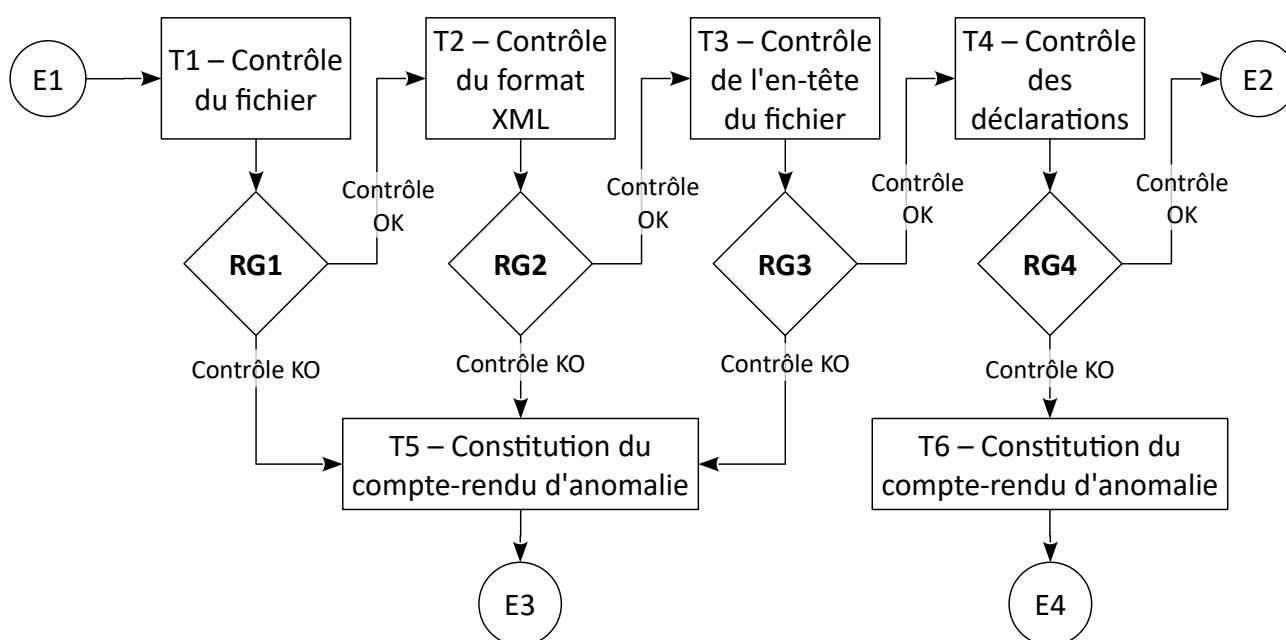 E1
T1 – Contrôle
du fichier
T2 – Contrôle
du format
XML
T3 – Contrôle
de l'en-tête
du fichier
T4 – Contrôle
des
déclarations
E2
Contrôle
OK
Contrôle
OK
Contrôle
OK
Contrôle
OK
RG1
RG2
RG3
RG4
Contrôle KO
Contrôle KO
Contrôle KO
Contrôle KO
T5 – Constitution du
compte-rendu d'anomalie
T6 – Constitution du
compte-rendu d'anomalie
E3
E4